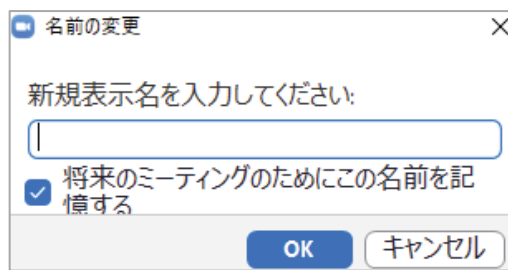 名前の変更
新規表示名を入力してください:
将来のミーティングのためにこの名前を記
憶する
OK
キャンセル